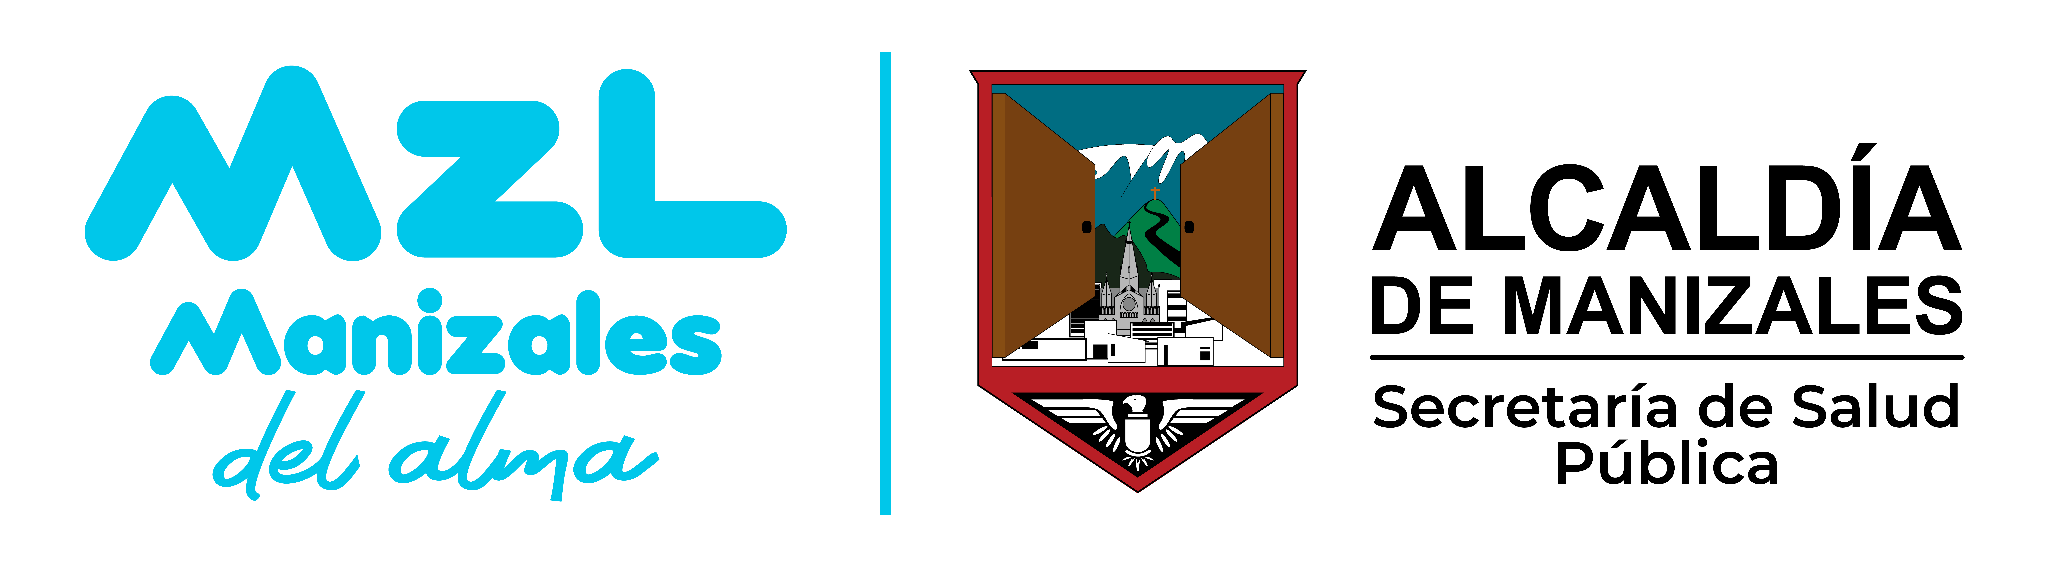 MZL
Manizales
del alma
ALCALDÍA
DE MANIZALES
Secretaría de Salud
Pública